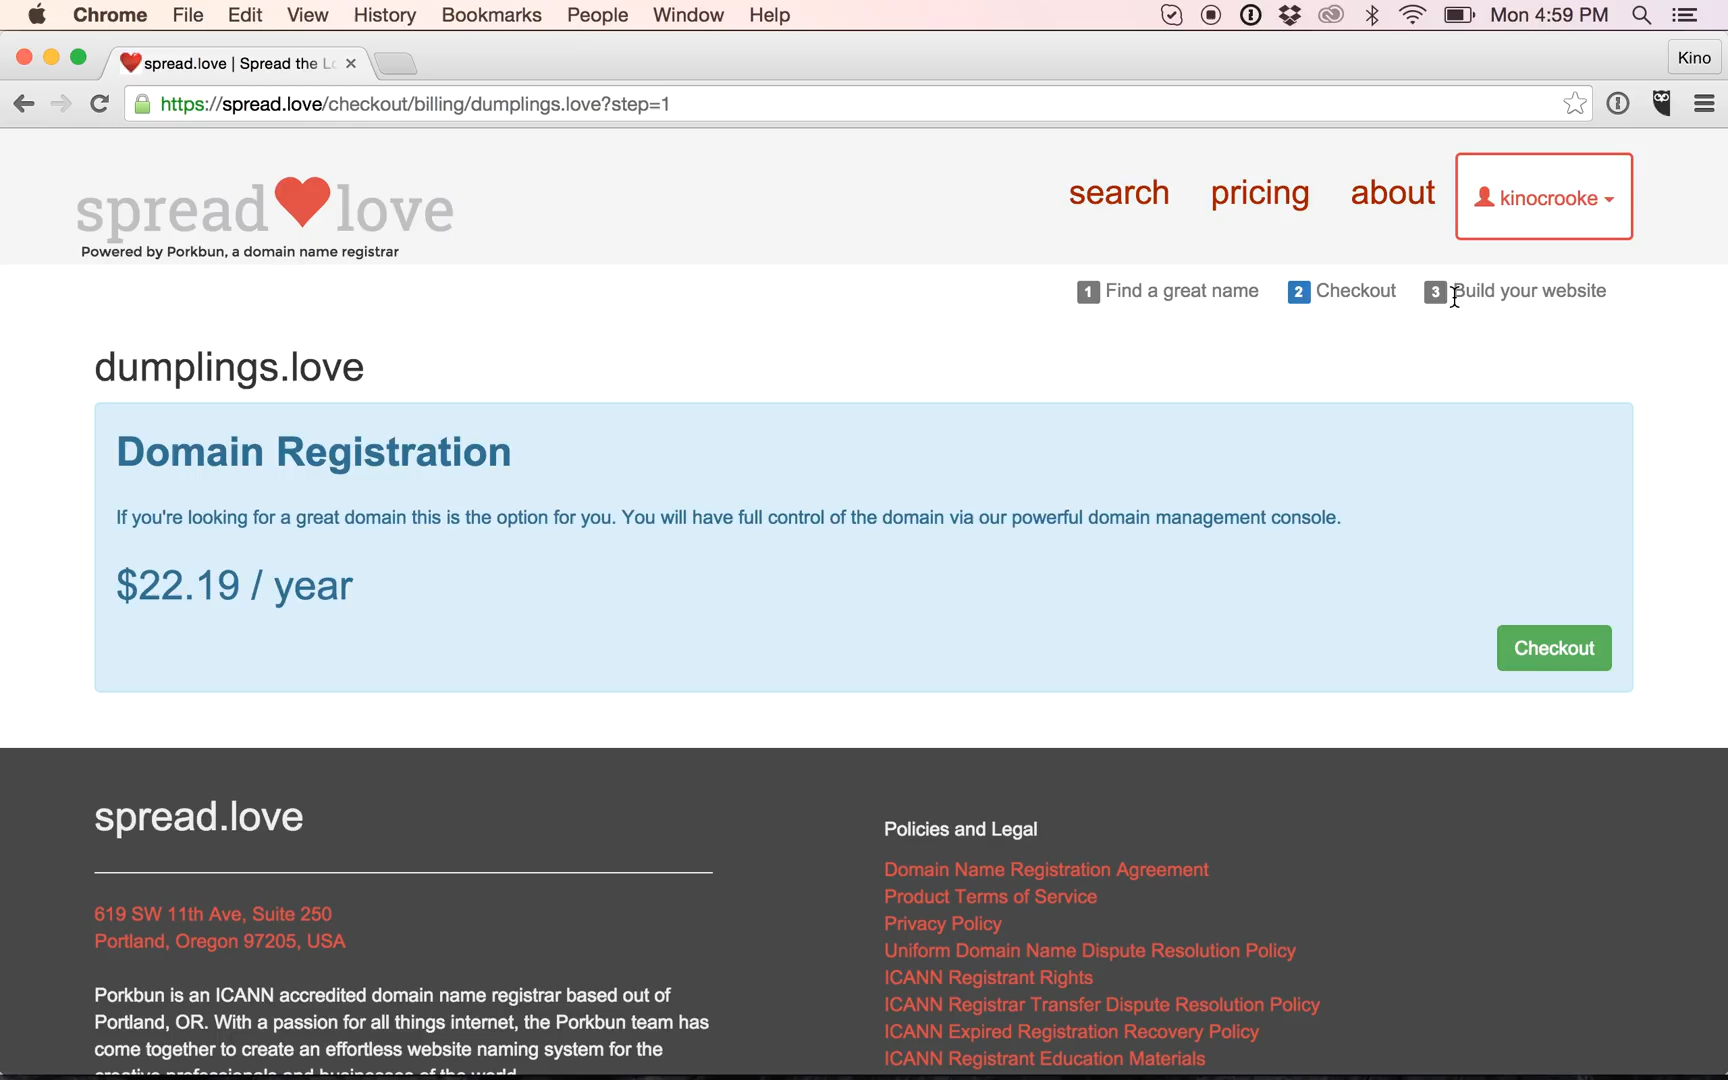 Chrome File Edit View History Bookmarks People Window Help Mon 4:59 PM
spread.love | Spread the Lo
Kino
https://spread.love/checkout/billing/dumplings.love?step=1
spread love
Powered by Porkbun, a domain name registrar
search pricing about kinocrooke
1 Find a great name 2 Checkout 3 Build your website
dumplings.love
Domain Registration
If you're looking for a great domain this is the option for you. You will have full control of the domain via our powerful domain management console.
$22.19 / year
Checkout
spread.love
619 SW 11th Ave, Suite 250
Portland, Oregon 97205, USA
Porkbun is an ICANN accredited domain name registrar based out of
Portland, OR. With a passion for all things internet, the Porkbun team has
come together to create an effortless website naming system for the
creative professionals and businesses of the world.
Policies and Legal
Domain Name Registration Agreement
Product Terms of Service
Privacy Policy
Uniform Domain Name Dispute Resolution Policy
ICANN Registrant Rights
ICANN Registrar Transfer Dispute Resolution Policy
ICANN Expired Registration Recovery Policy
ICANN Registrant Education Materials